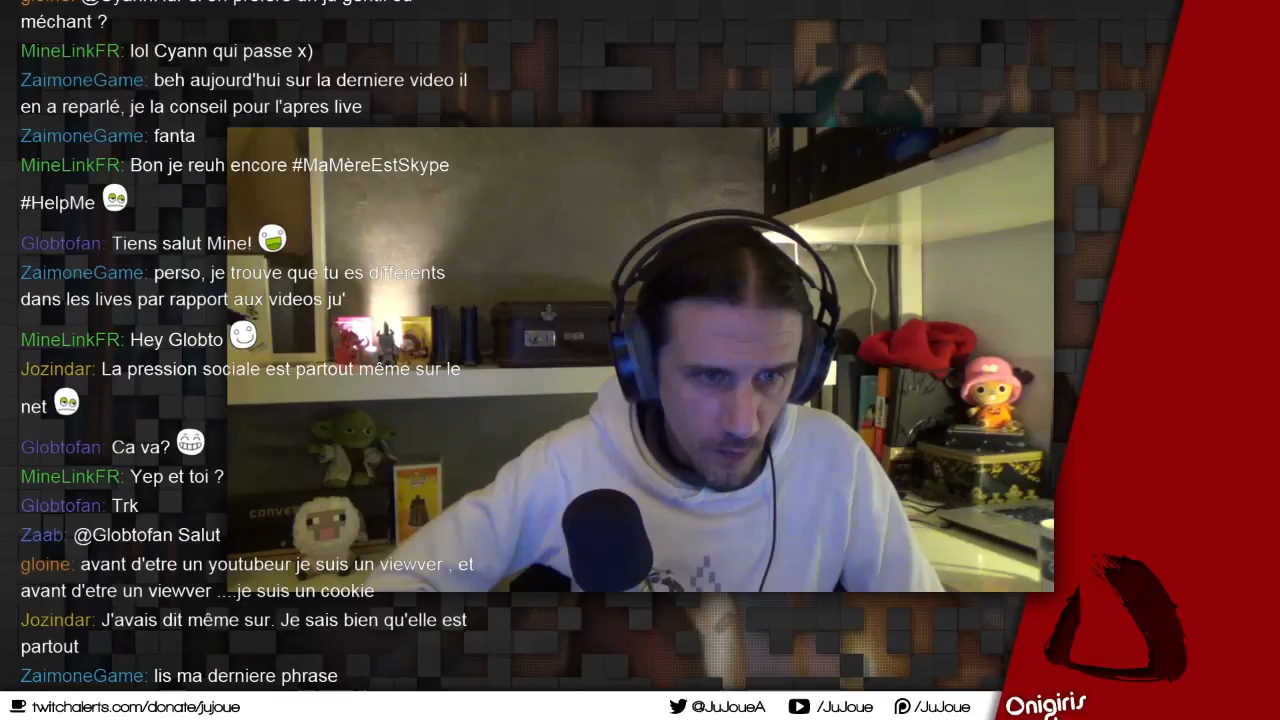 méchant ?
MineLinkFR: lol Cyann qui passe x)
ZaimoneGame: beh aujourd'hui sur la derniere video il
en a reparlé, je la conseil pour l'apres live
ZaimoneGame: fanta
MineLinkFR: Bon je reuh encore #MaMèreEstSkype
#HelpMe
Globtofan: Tiens salut Mine!
ZaimoneGame: perso, je trouve que tu es differents
dans les lives par rapport aux videos ju'
MineLinkFR: Hey Globto
Jozindar: La pression sociale est partout même sur le
net
Globtofan: Ca va?
MineLinkFR: Yep et toi ?
Globtofan: Trk
Zaab: @Globtofan Salut
gloine: avant d'etre un youtubeur je suis un viewver , et
avant d'etre un viewver ....je suis un cookie
Jozindar: J'avais dit même sur. Je sais bien qu'elle est
partout
ZaimoneGame: lis ma derniere phrase
twitchalerts.com/donate/jujoue
@JuJoueA
/JuJoue
/JuJoue
Onigiris